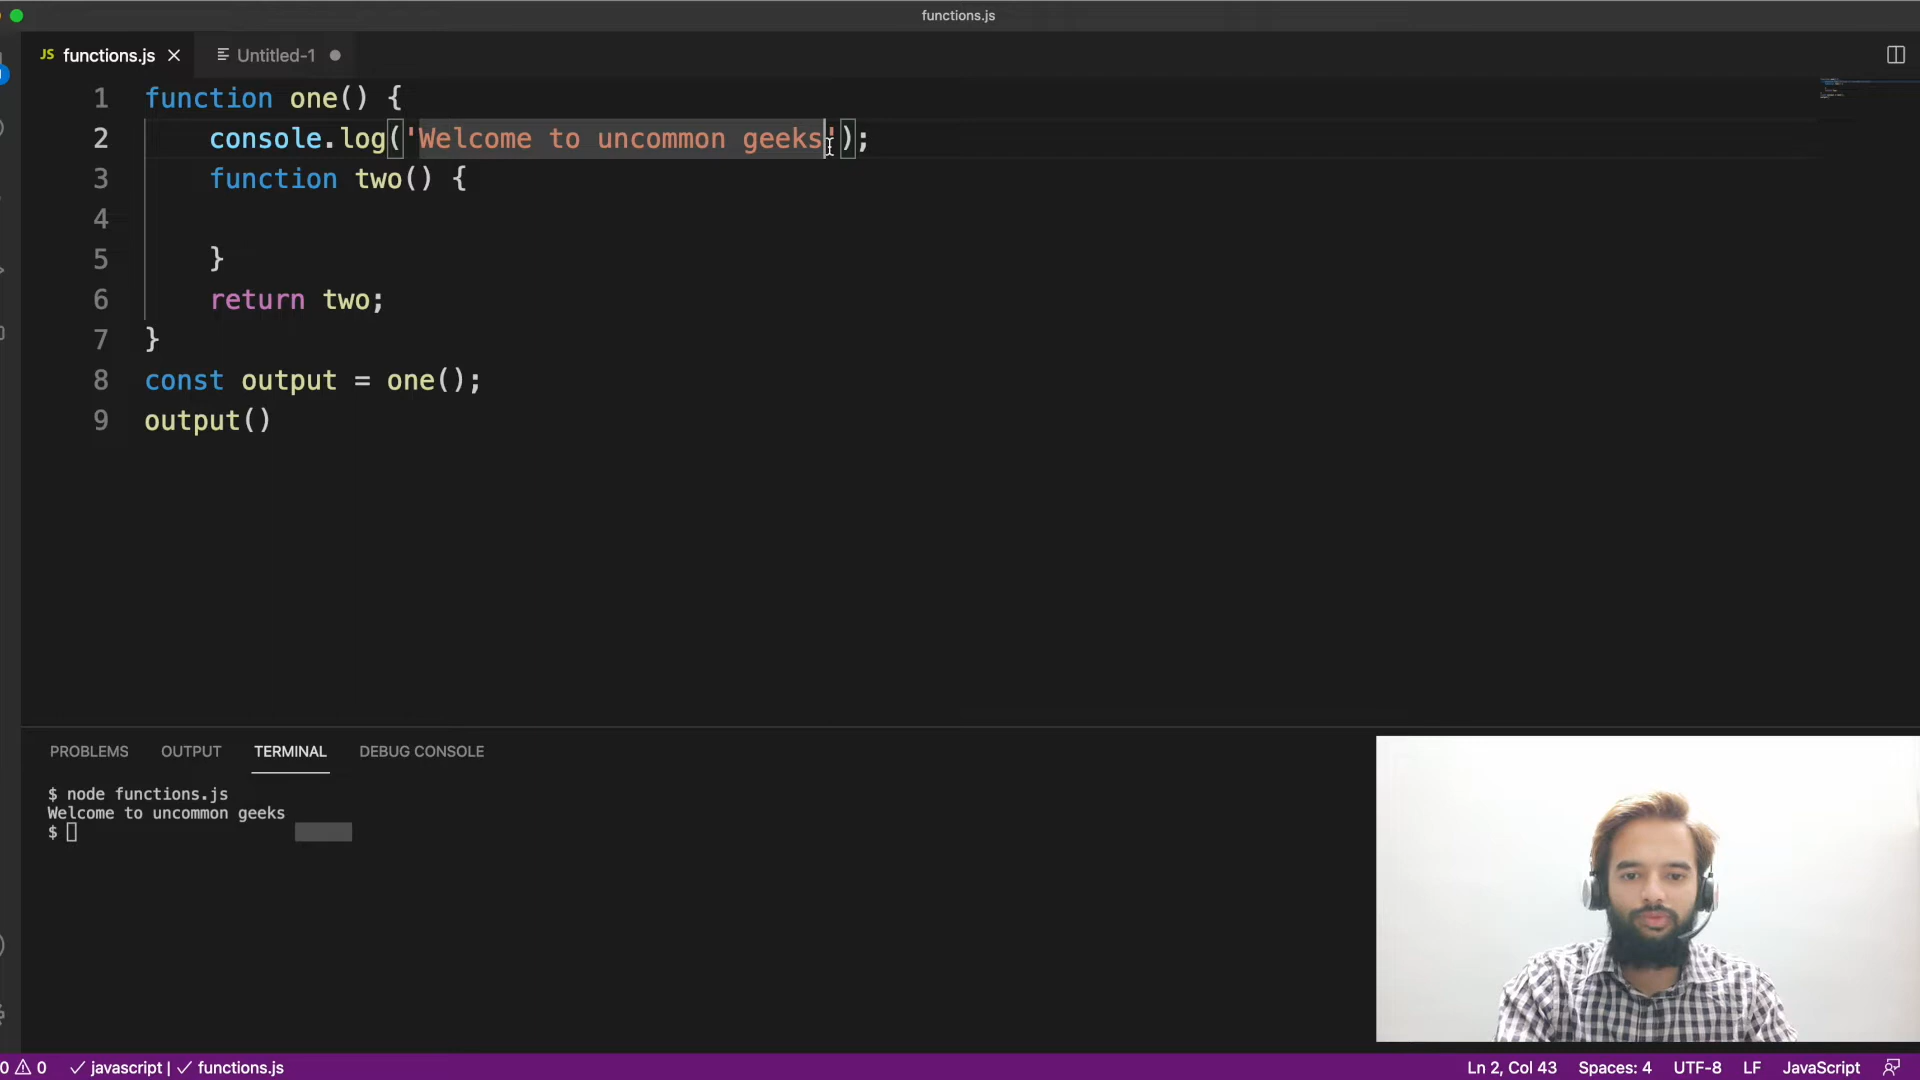 functions.js
JS functions.js Untitled-1
1 function one() {
2 console.log('Welcome to uncommon geeks');
3 function two() {
4
5 }
6 return two;
7 }
8 const output = one();
9 output()
PROBLEMS OUTPUT TERMINAL DEBUG CONSOLE
$ node functions.js
Welcome to uncommon geeks
$
0 0 javascript | functions.js Ln 2, Col 43 Spaces: 4 UTF-8 LF JavaScript